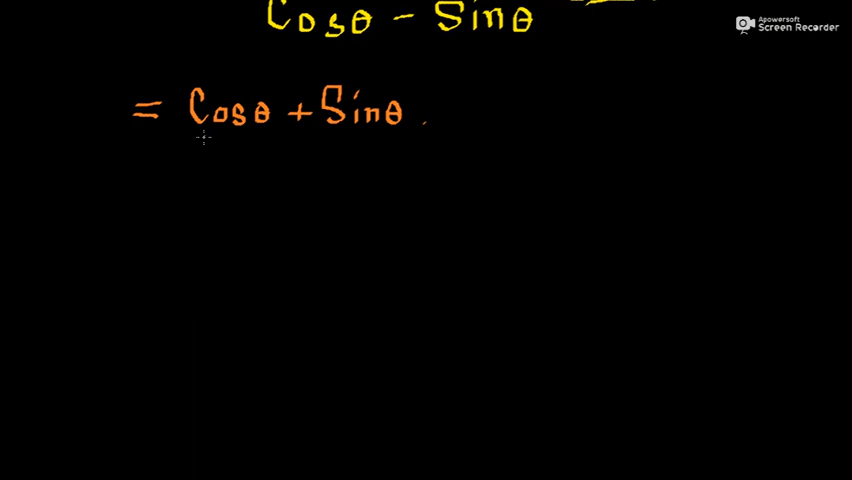 Cosθ - Sinθ
Apowersoft
Screen Recorder
= Cosθ + Sinθ .